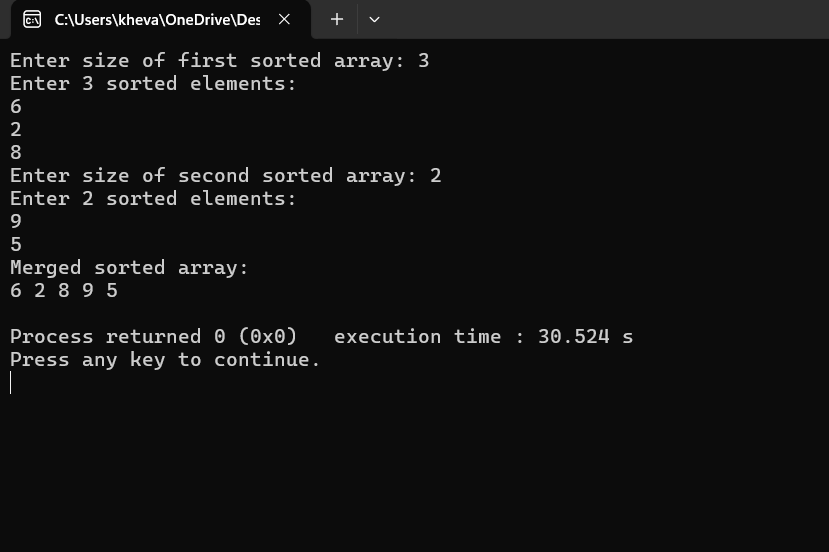 C:\Users\kheva\OneDrive\Des
Enter size of first sorted array: 3
Enter 3 sorted elements:
6
2
8
Enter size of second sorted array: 2
Enter 2 sorted elements:
9
5
Merged sorted array:
6 2 8 9 5
Process returned 0 (0x0)   execution time : 30.524 s
Press any key to continue.